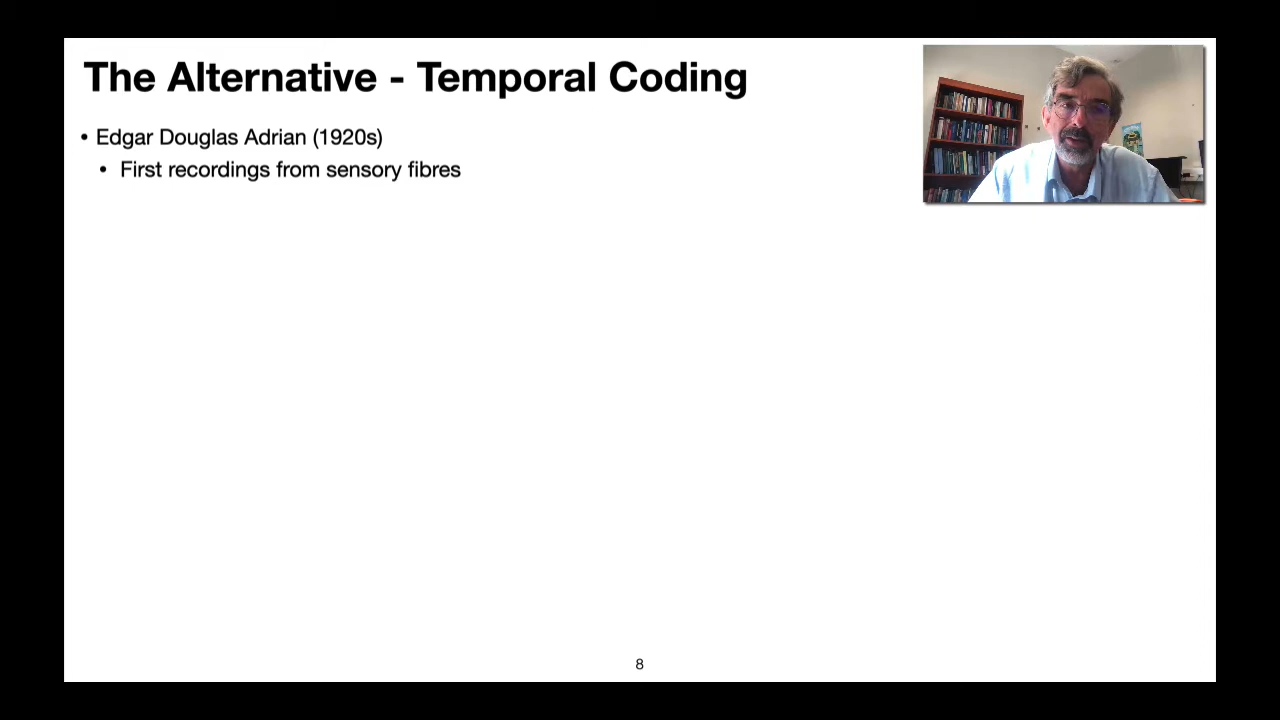 The Alternative - Temporal Coding
• Edgar Douglas Adrian (1920s)
• First recordings from sensory fibres
8